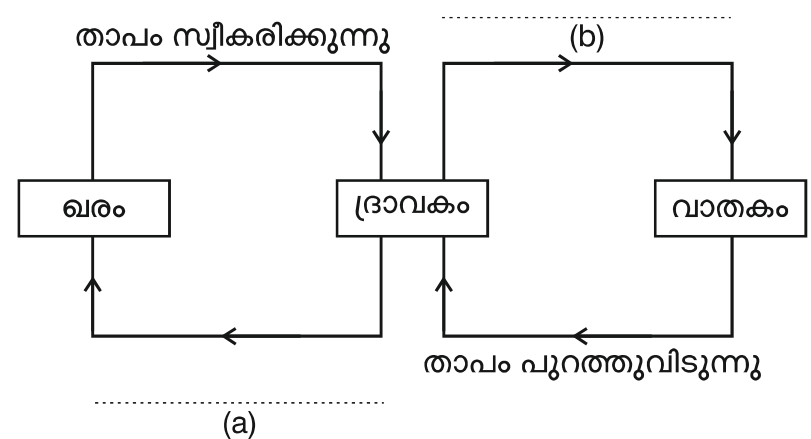 താപം സ്വീകരിക്കുന്നു
(b)
ഖരം
ദ്രാവകം
വാതകം
താപം പുറത്തുവിടുന്നു
(a)